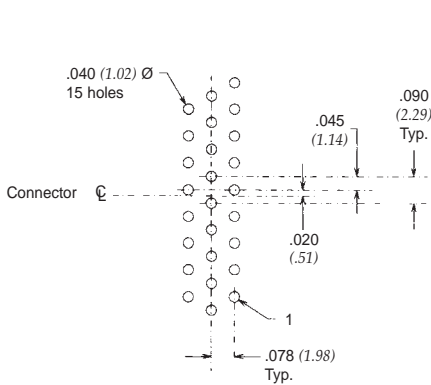 .040 (1.02) Ø
15 holes
.090
(2.29)
Typ.
.045
(1.14)
Connector ℄
.020
(.51)
1
.078 (1.98)
Typ.